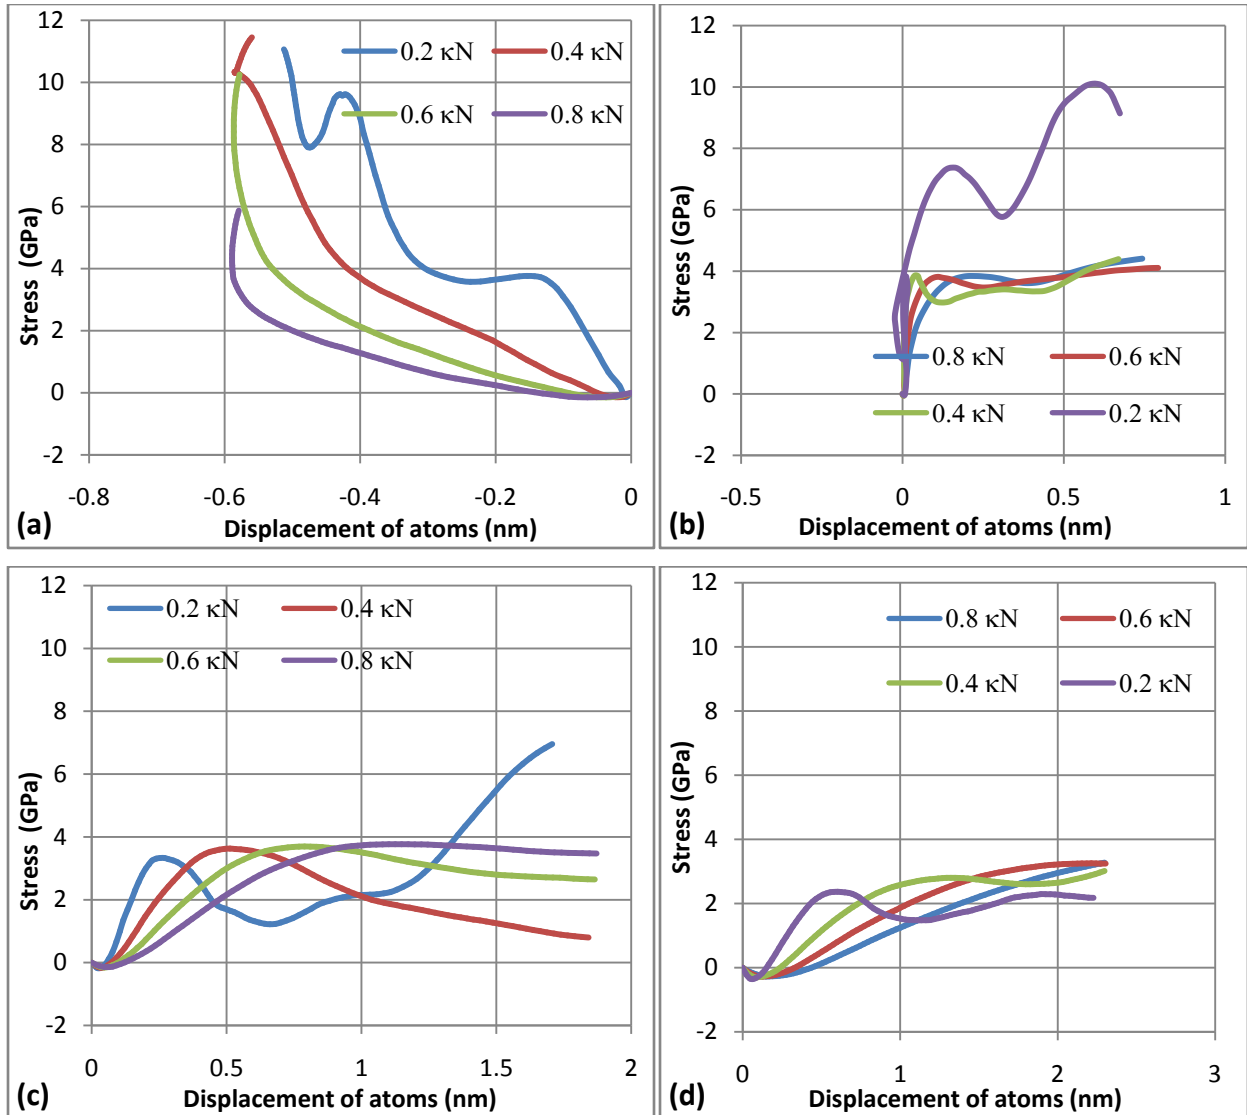 12
10
8
6
4
2
0
-2
Stress (GPa)
0.2 κN
0.4 κN
0.6 κN
0.8 κN
-0.8
-0.6
-0.4
-0.2
0
(a)
Displacement of atoms (nm)
12
10
8
6
4
2
0
-2
Stress (GPa)
0.8 κN
0.6 κN
0.4 κN
0.2 κN
-0.5
0
0.5
1
(b)
Displacement of atoms (nm)
12
10
8
6
4
2
0
-2
Stress (GPa)
0.2 κN
0.4 κN
0.6 κN
0.8 κN
0
0.5
1
1.5
2
(c)
Displacement of atoms (nm)
12
10
8
6
4
2
0
-2
Stress (GPa)
0.8 κN
0.6 κN
0.4 κN
0.2 κN
0
1
2
3
(d)
Displacement of atoms (nm)